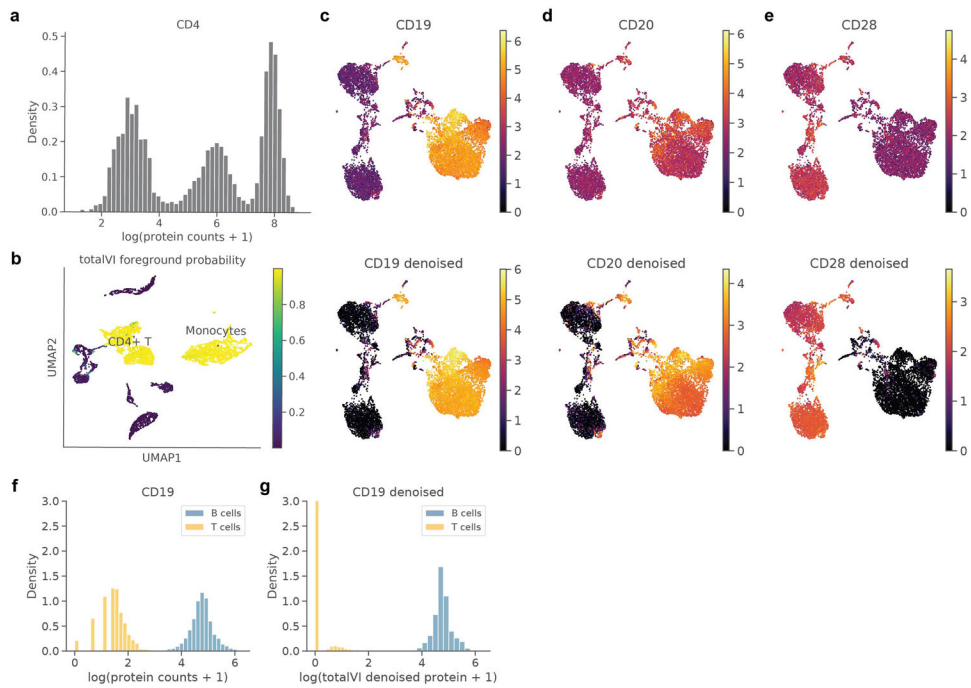 a
CD4
0.5
0.4
0.3
0.2
0.1
0.0
Density
2 4 6 8
log(protein counts + 1)
b
totalVI foreground probability
CD4+ T
Monocytes
UMAP2
UMAP1
0.8
0.6
0.4
0.2
c
CD19
6
5
4
3
2
1
0
CD19 denoised
6
5
4
3
2
1
0
d
CD20
6
5
4
3
2
1
0
CD20 denoised
4
3
2
1
0
e
CD28
4
3
2
1
0
CD28 denoised
3
2
1
0
f
CD19
3.0
2.5
2.0
1.5
1.0
0.5
0.0
Density
B cells
T cells
0 2 4 6
log(protein counts + 1)
g
CD19 denoised
3.0
2.5
2.0
1.5
1.0
0.5
0.0
Density
B cells
T cells
0 2 4 6
log(totalVI denoised protein + 1)